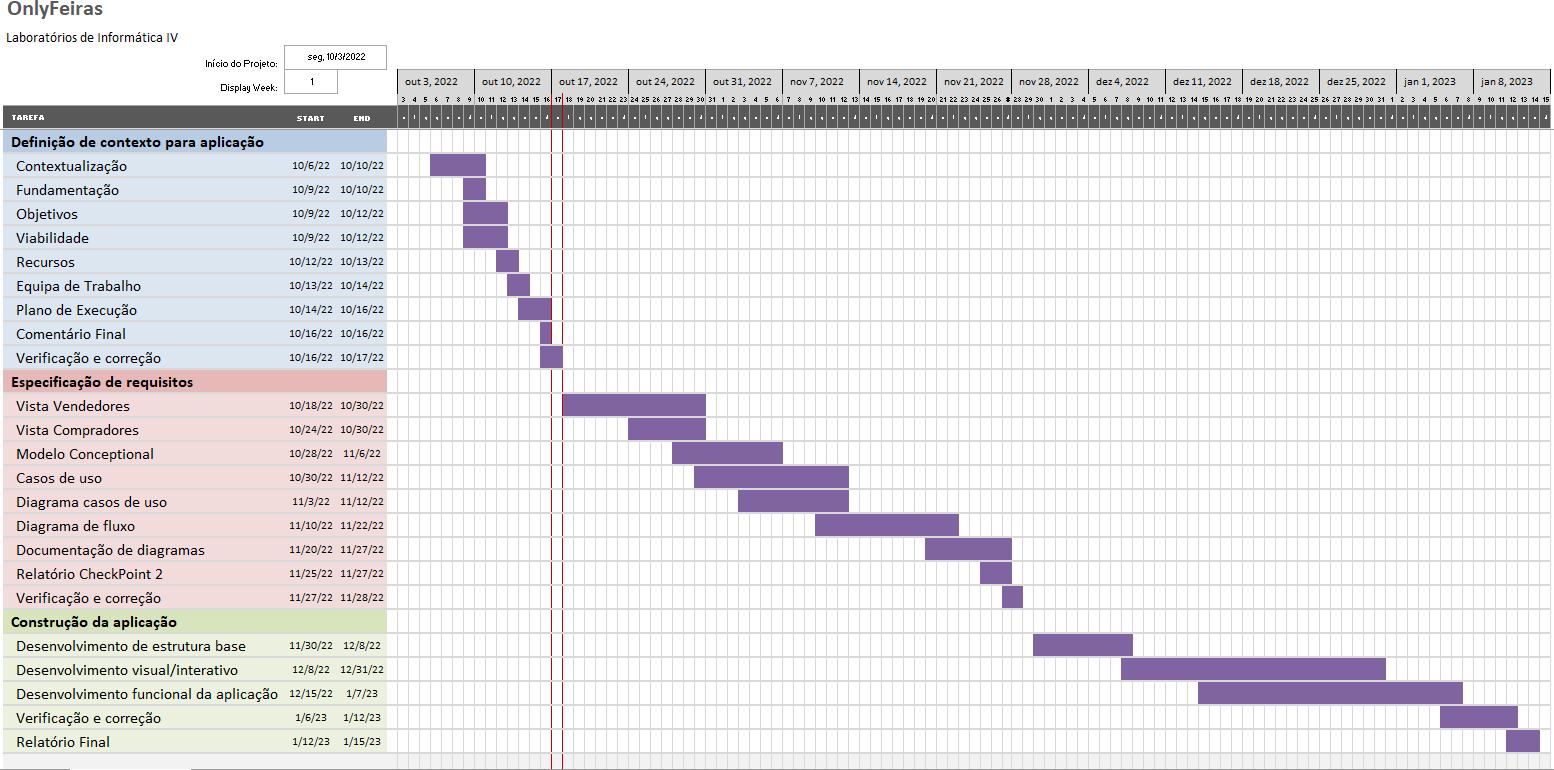 OnlyFeiras
Laboratórios de Informática IV
Início do Projeto: seg, 10/3/2022
Display Week: 1
out 3, 2022 out 10, 2022 out 17, 2022 out 24, 2022 out 31, 2022 nov 7, 2022 nov 14, 2022 nov 21, 2022 nov 28, 2022 dez 4, 2022 dez 11, 2022 dez 18, 2022 dez 25, 2022 jan 1, 2023 jan 8, 2023
3 4 5 6 7 8 9 10 11 12 13 14 15 16 17 18 19 20 21 22 23 24 25 26 27 28 29 30 31 1 2 3 4 5 6 7 8 9 10 11 12 13 14 15 16 17 18 19 20 21 22 23 24 25 26 # 28 29 30 1 2 3 4 5 6 7 8 9 10 11 12 13 14 15 16 17 18 19 20 21 22 23 24 25 26 27 28 29 30 31 1 2 3 4 5 6 7 8 9 10 11 12 13 14 15
TAREFA START END
Definição de contexto para aplicação
Contextualização 10/6/22 10/10/22
Fundamentação 10/9/22 10/10/22
Objetivos 10/9/22 10/12/22
Viabilidade 10/9/22 10/12/22
Recursos 10/12/22 10/13/22
Equipa de Trabalho 10/13/22 10/14/22
Plano de Execução 10/14/22 10/16/22
Comentário Final 10/16/22 10/16/22
Verificação e correção 10/16/22 10/17/22
Especificação de requisitos
Vista Vendedores 10/18/22 10/30/22
Vista Compradores 10/24/22 10/30/22
Modelo Conceptional 10/28/22 11/6/22
Casos de uso 10/30/22 11/12/22
Diagrama casos de uso 11/3/22 11/12/22
Diagrama de fluxo 11/10/22 11/22/22
Documentação de diagramas 11/20/22 11/27/22
Relatório CheckPoint 2 11/25/22 11/27/22
Verificação e correção 11/27/22 11/28/22
Construção da aplicação
Desenvolvimento de estrutura base 11/30/22 12/8/22
Desenvolvimento visual/interativo 12/8/22 12/31/22
Desenvolvimento funcional da aplicação 12/15/22 1/7/23
Verificação e correção 1/6/23 1/12/23
Relatório Final 1/12/23 1/15/23